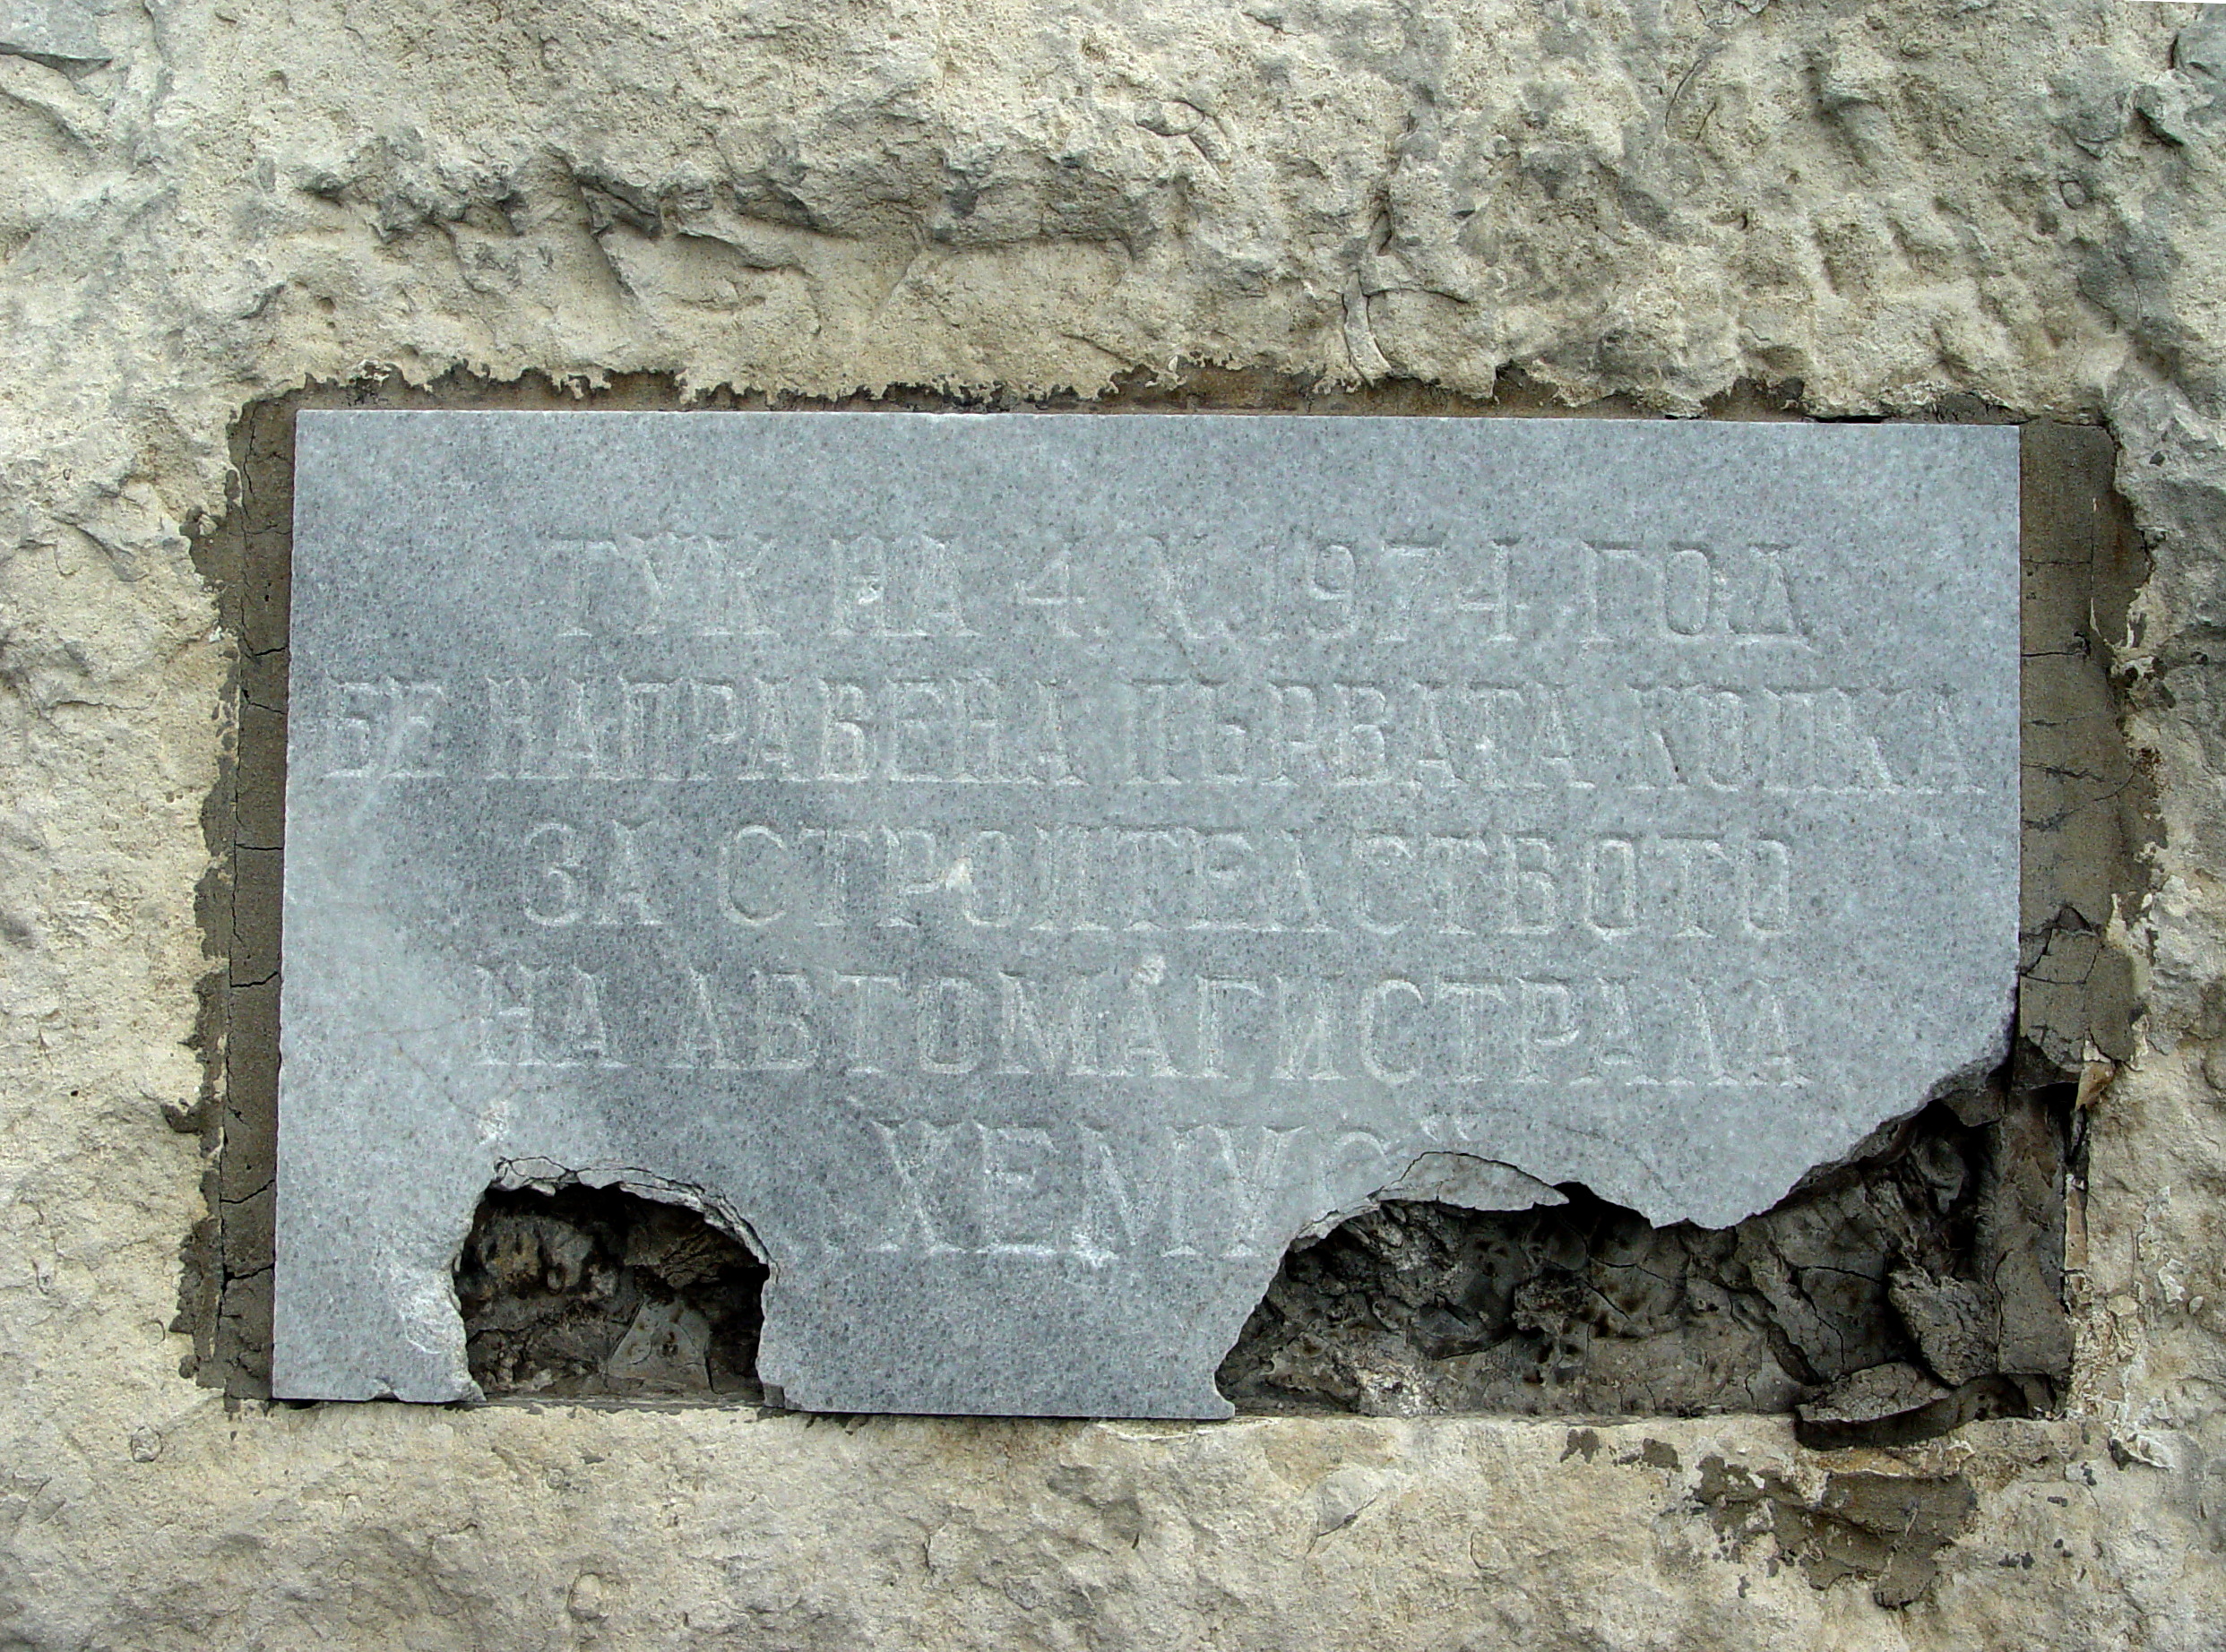 ТУК НА 4. X. 1974 ГОД
БЕ НАПРАВЕНА ПЪРВАТА КОПКА
ЗА СТРОИТЕЛСТВОТО
НА АВТОМАГИСТРАЛА
"ХЕМУС"